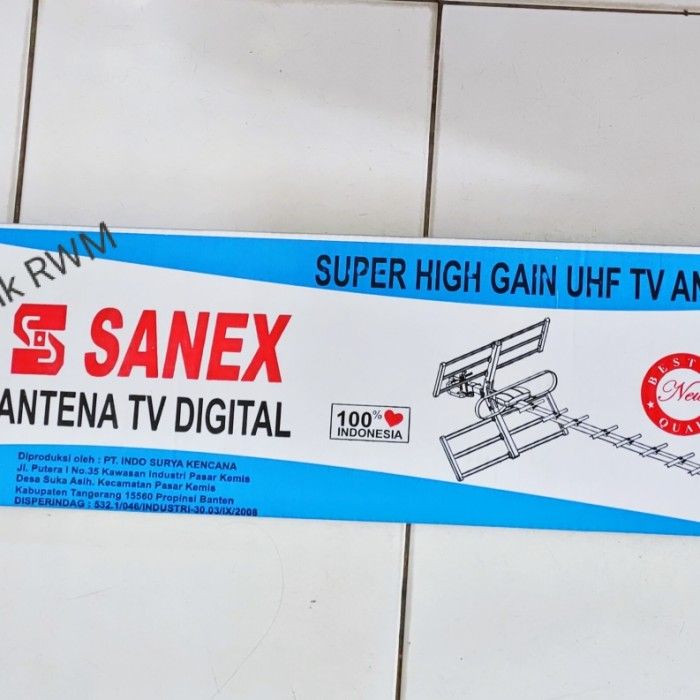 RWM
SUPER HIGH GAIN UHF TV
SANEX
ANTENA TV DIGITAL
100%
INDONESIA
BEST
New
Diproduksi oleh : PT. INDO SURYA KENCANA
Jl. Putera I No.35 Kawasan Industri Pasar Kemis
Desa Suka Asih. Kecamatan Pasar Kemis
Kabupaten Tangerang 15560 Propinsi Banten
DISPERINDAG : 532.1/046/INDUSTRI-30.03/IX/2008